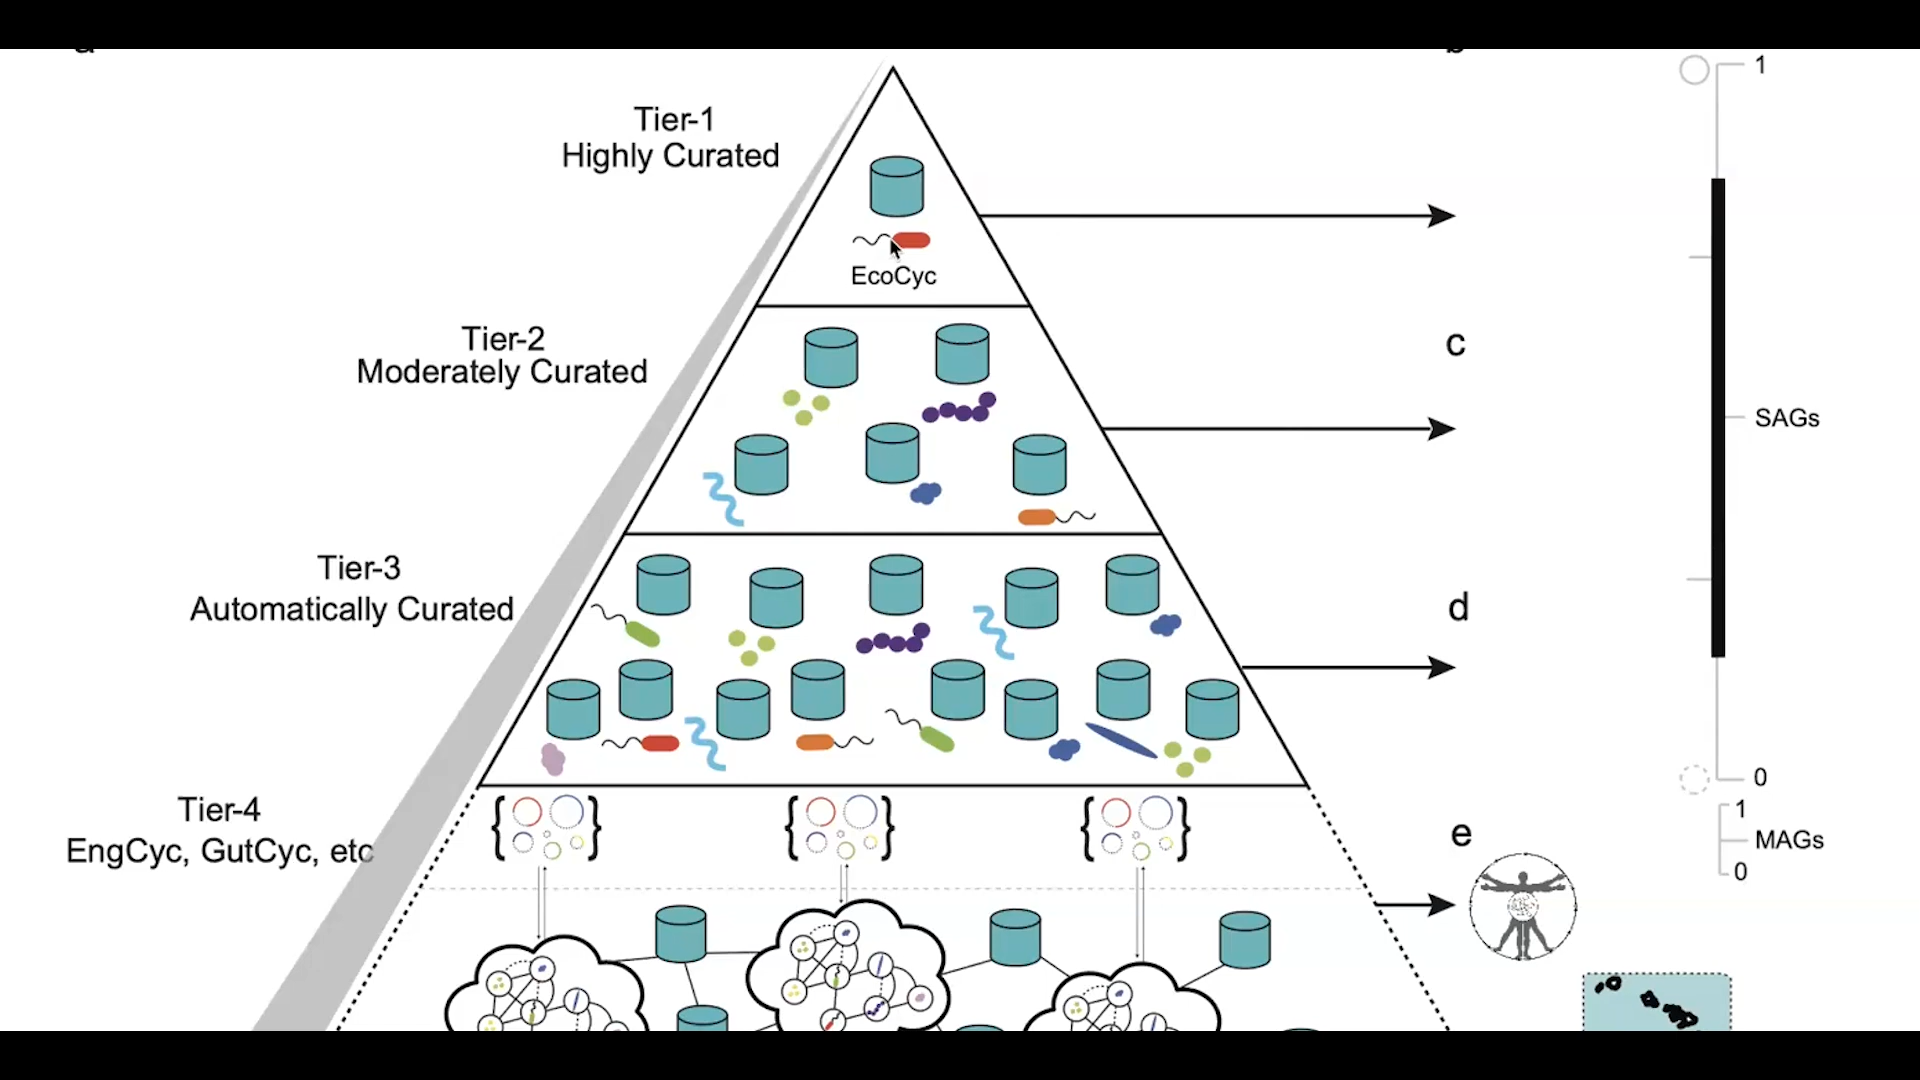 Tier-1
Highly Curated
EcoCyc
Tier-2
Moderately Curated
Tier-3
Automatically Curated
Tier-4
EngCyc, GutCyc, etc
1
c
SAGs
d
0
1
e
MAGs
0